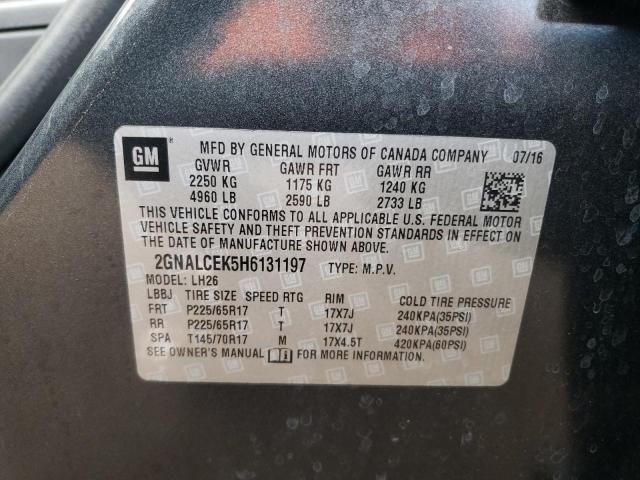 GM
MFD BY GENERAL MOTORS OF CANADA COMPANY 07/16
GVWR GAWR FRT GAWR RR
2250 KG 1175 KG 1240 KG
4960 LB 2590 LB 2733 LB
THIS VEHICLE CONFORMS TO ALL APPLICABLE U.S. FEDERAL MOTOR
VEHICLE SAFETY AND THEFT PREVENTION STANDARDS IN EFFECT ON
THE DATE OF MANUFACTURE SHOWN ABOVE.
2GNALCEK5H6131197 TYPE: M.P.V.
MODEL: LH26
LBBJ TIRE SIZE SPEED RTG RIM COLD TIRE PRESSURE
FRT P225/65R17 T 17X7J 240KPA(35PSI)
RR P225/65R17 T 17X7J 240KPA(35PSI)
SPA T145/70R17 M 17X4.5T 420KPA(60PSI)
SEE OWNER'S MANUAL FOR MORE INFORMATION.